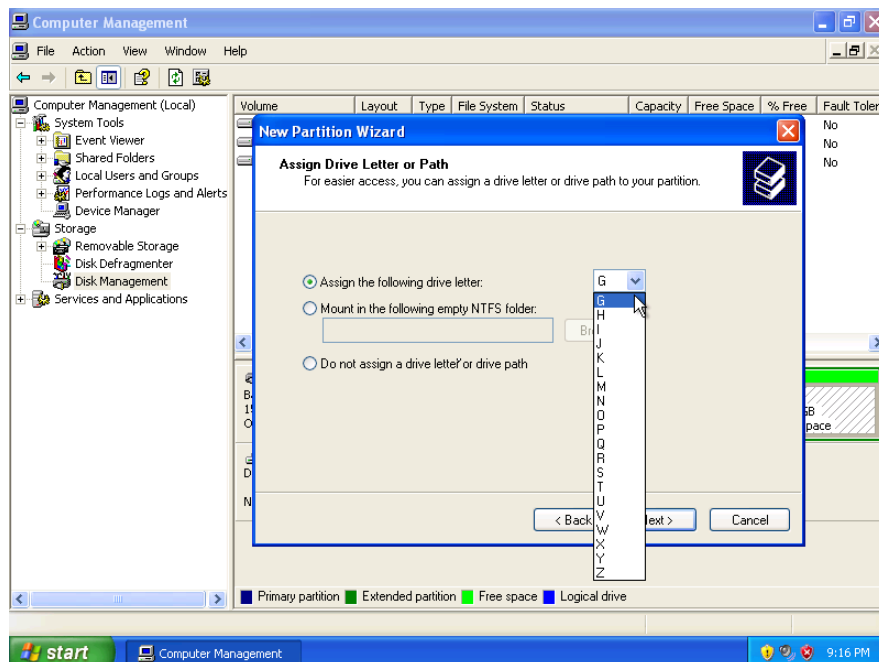 Computer Management
File Action View Window Help
Computer Management (Local)
System Tools
Event Viewer
Shared Folders
Local Users and Groups
Performance Logs and Alerts
Device Manager
Storage
Removable Storage
Disk Defragmenter
Disk Management
Services and Applications
Volume Layout Type File System Status Capacity Free Space % Free Fault Toler
No
No
No
New Partition Wizard
Assign Drive Letter or Path
For easier access, you can assign a drive letter or drive path to your partition.
Assign the following drive letter: G
Mount in the following empty NTFS folder:
Do not assign a drive letter or drive path
G
H
I
J
K
L
M
N
O
P
Q
R
S
T
U
V
W
X
Y
Z
< Back
Cancel
Primary partition Extended partition Free space Logical drive
start Computer Management 9:16 PM